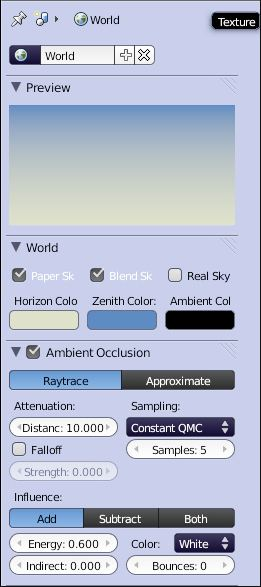 World
Texture
World
Preview
World
Paper Sk
Blend Sk
Real Sky
Horizon Colo
Zenith Color:
Ambient Col
Ambient Occlusion
Raytrace
Approximate
Attenuation:
Sampling:
Distanc: 10.000
Constant QMC
Falloff
Samples: 5
Strength: 0.000
Influence:
Add
Subtract
Both
Energy: 0.600
Color:
White
Indirect: 0.000
Bounces: 0